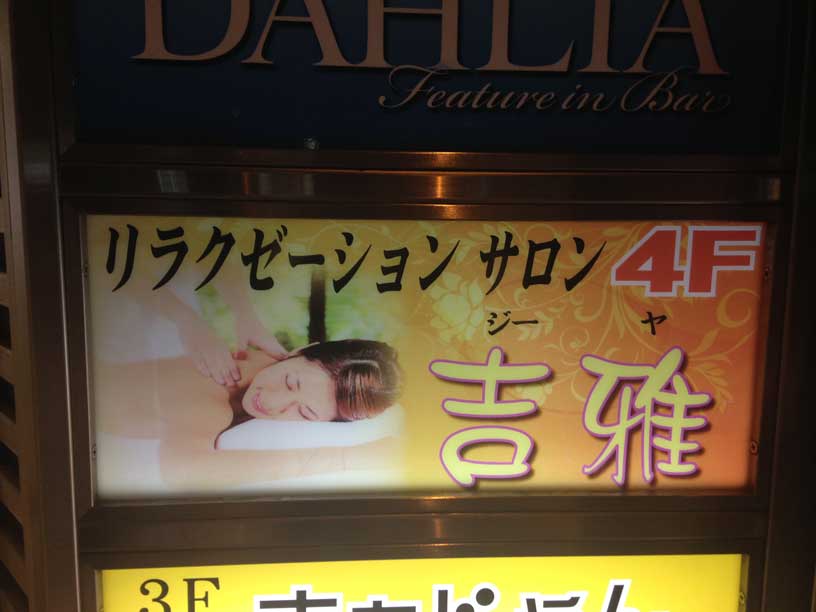 DAHLIA
Feature in Bar
リラクゼーション サロン 4F
ジーヤ
吉雅
3F